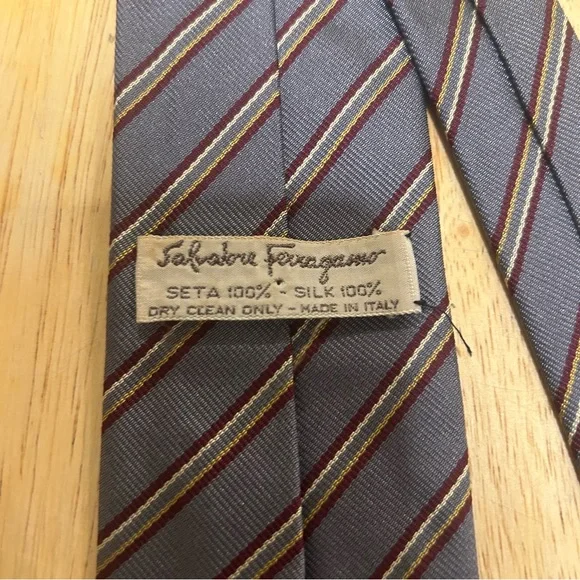 Salvatore Ferragamo
SETA 100% · SILK 100%
DRY CLEAN ONLY - MADE IN ITALY